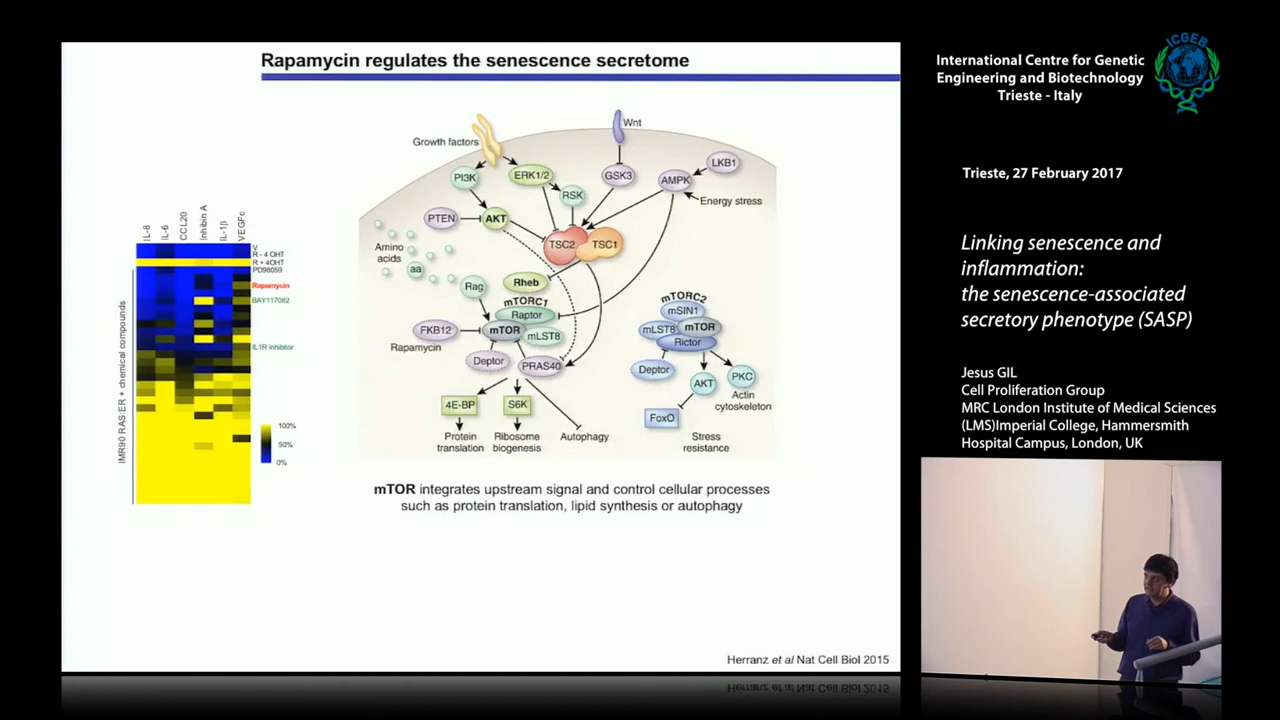 Rapamycin regulates the senescence secretome
IL-8
IL-6
CCL20
Inhibin A
IL-1β
VEGFc
V
R - 4 OHT
R + 4OHT
PD98059
Rapamycin
BAY117082
IL1R inhibitor
IMR90 RAS:ER + chemical compounds
100%
50%
0%
Growth factors
Wnt
PI3K
ERK1/2
RSK
GSK3
AMPK
LKB1
Energy stress
PTEN
AKT
TSC2
TSC1
Amino
acids
aa
Rag
Rheb
mTORC1
Raptor
FKB12
mTOR
mLST8
Rapamycin
Deptor
PRAS40
mTORC2
mSIN1
mLST8
mTOR
Rictor
Deptor
AKT
PKC
Actin
cytoskeleton
FoxO
Stress
resistance
4E-BP
S6K
Protein
translation
Ribosome
biogenesis
Autophagy
mTOR integrates upstream signal and control cellular processes
such as protein translation, lipid synthesis or autophagy
Herranz et al Nat Cell Biol 2015
International Centre for Genetic
Engineering and Biotechnology
Trieste - Italy
ICGEB
Trieste, 27 February 2017
Linking senescence and
inflammation:
the senescence-associated
secretory phenotype (SASP)
Jesus GIL
Cell Proliferation Group
MRC London Institute of Medical Sciences
(LMS)Imperial College, Hammersmith
Hospital Campus, London, UK